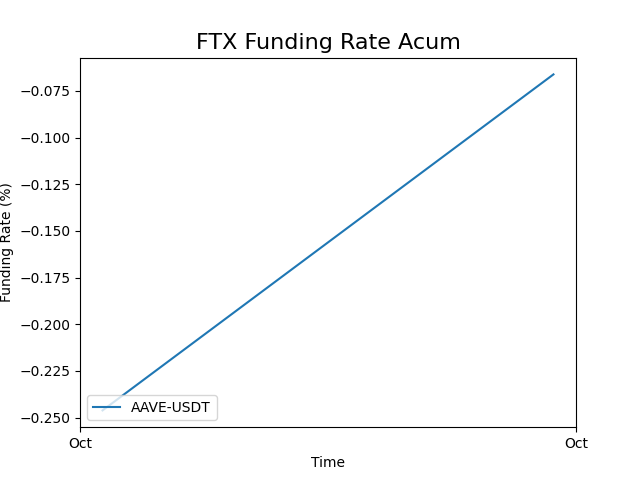 FTX Funding Rate Acum
Funding Rate (%)
−0.075
−0.100
−0.125
−0.150
−0.175
−0.200
−0.225
−0.250
AAVE-USDT
Oct
Oct
Time